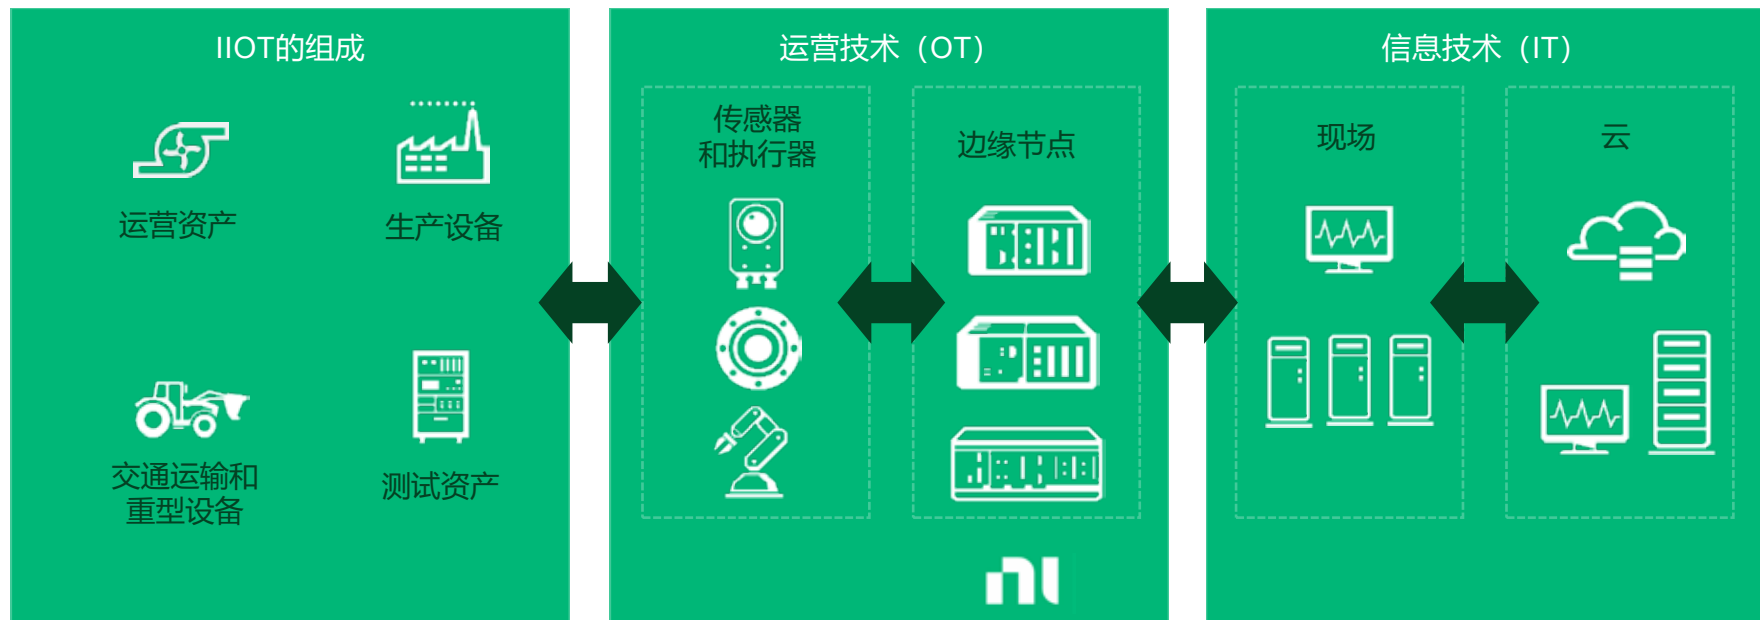 IIOT的组成
运营资产
生产设备
交通运输和
重型设备
测试资产
运营技术（OT）
传感器
和执行器
边缘节点
ni
信息技术（IT）
现场
云